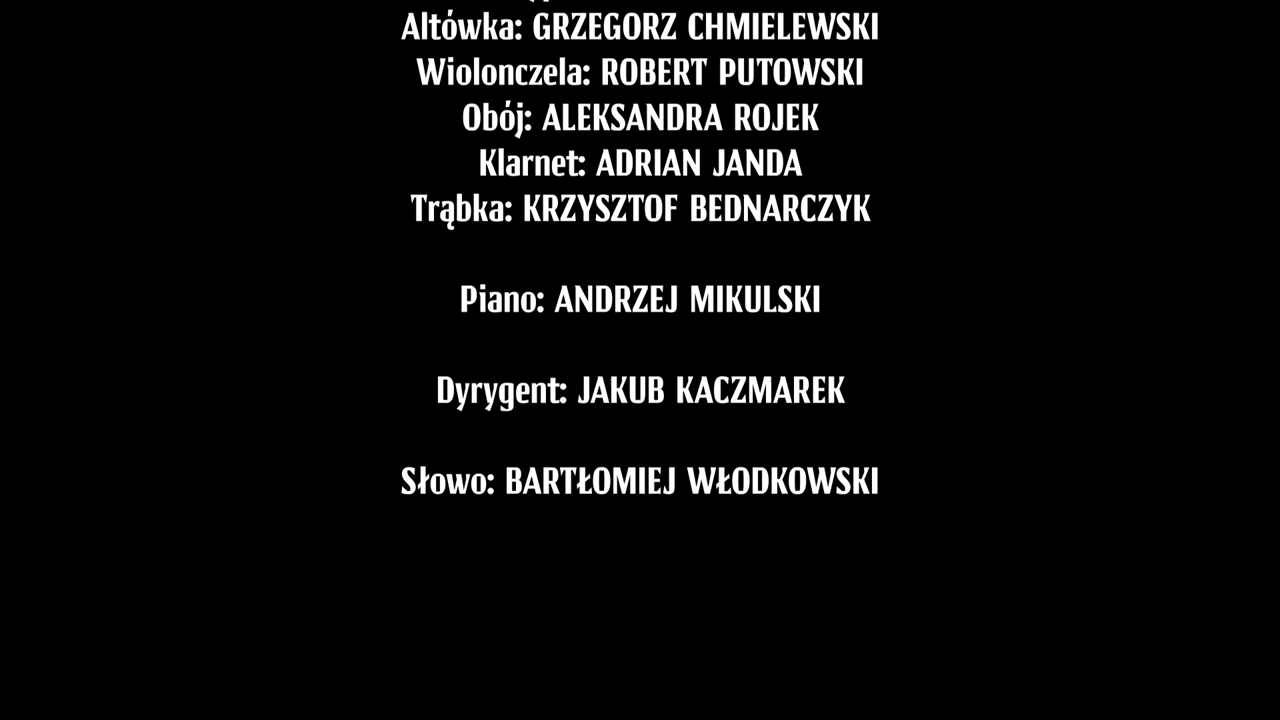 Altówka: GRZEGORZ CHMIELEWSKI
Wiolonczela: ROBERT PUTOWSKI
Obój: ALEKSANDRA ROJEK
Klarnet: ADRIAN JANDA
Trąbka: KRZYSZTOF BEDNARCZYK
Piano: ANDRZEJ MIKULSKI
Dyrygent: JAKUB KACZMAREK
Słowo: BARTŁOMIEJ WŁODKOWSKI